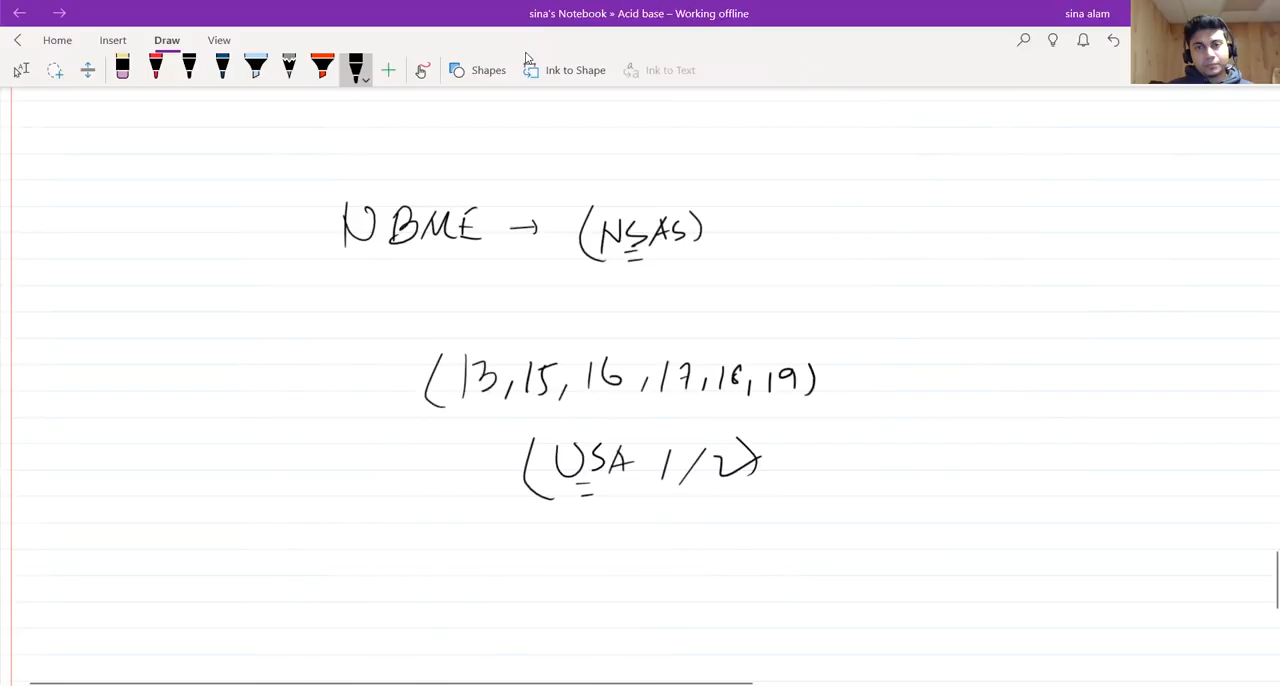 sina's Notebook » Acid base – Working offline
sina alam
Home Insert Draw View
Shapes Ink to Shape Ink to Text
NBME → (NSAS)
(13, 15, 16, 17, 18, 19)
(USA 1/2)